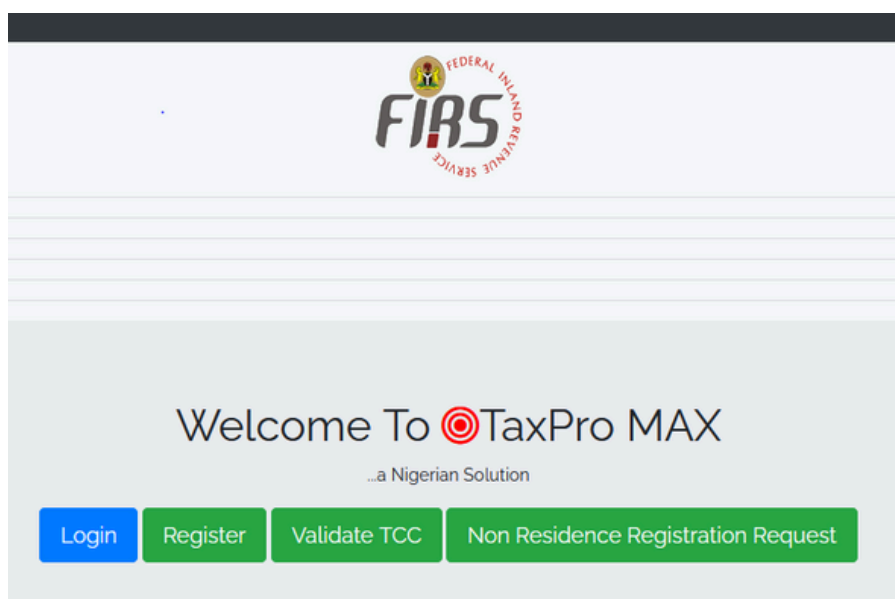 FEDERAL INLAND REVENUE SERVICE
FIRS
Welcome To TaxPro MAX
...a Nigerian Solution
Login
Register
Validate TCC
Non Residence Registration Request